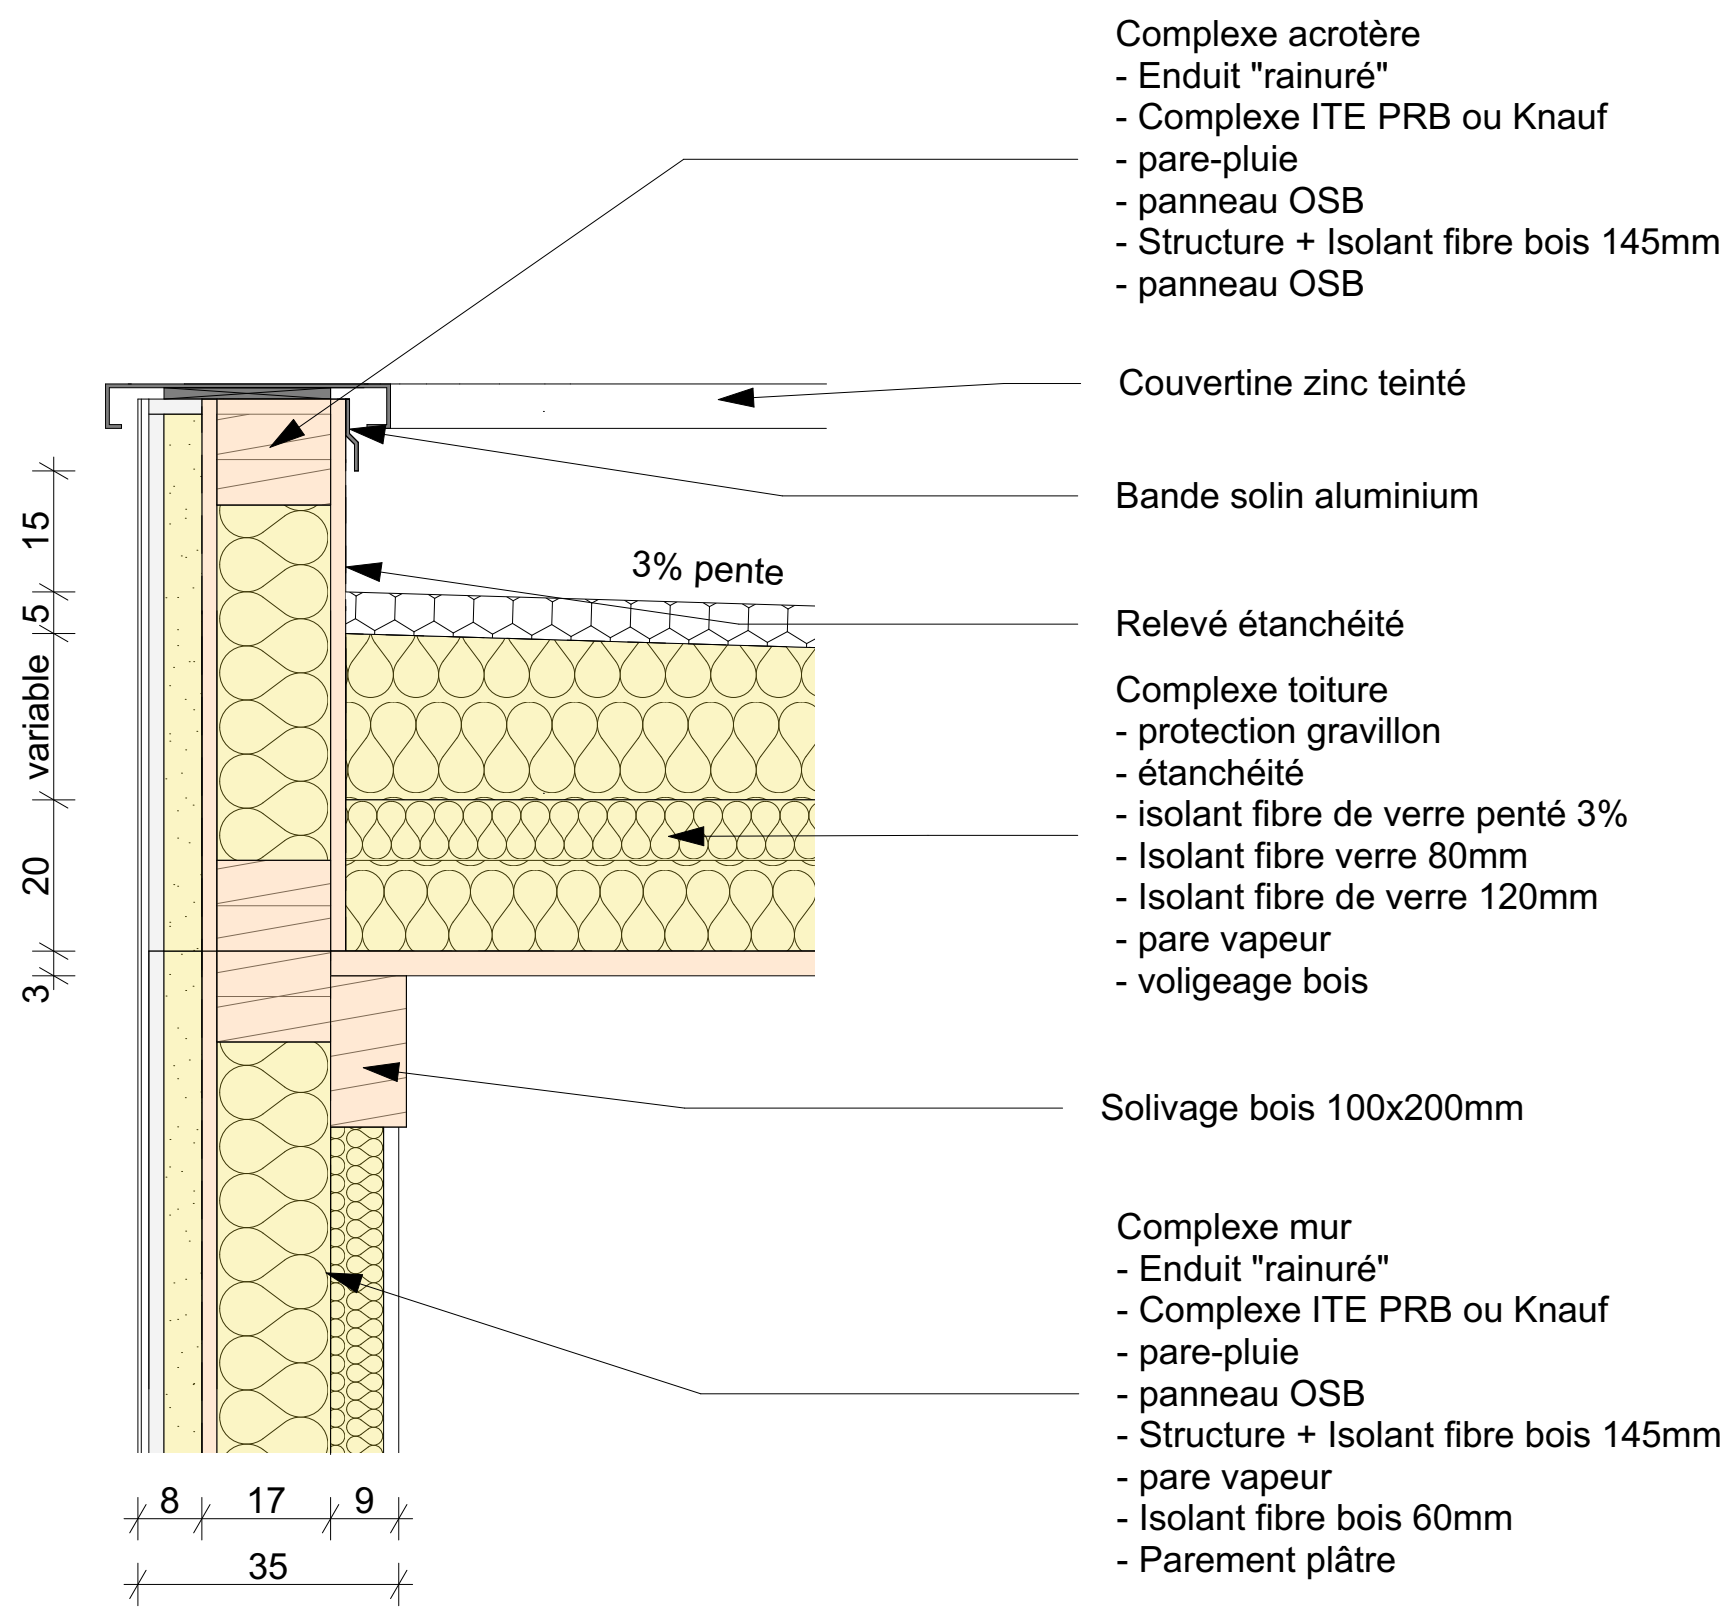 Complexe acrotère
- Enduit "rainuré"
- Complexe ITE PRB ou Knauf
- pare-pluie
- panneau OSB
- Structure + Isolant fibre bois 145mm
- panneau OSB
Couvertine zinc teinté
Bande solin aluminium
3% pente
Relevé étanchéité
Complexe toiture
- protection gravillon
- étanchéité
- isolant fibre de verre penté 3%
- Isolant fibre verre 80mm
- Isolant fibre de verre 120mm
- pare vapeur
- voligeage bois
Solivage bois 100x200mm
Complexe mur
- Enduit "rainuré"
- Complexe ITE PRB ou Knauf
- pare-pluie
- panneau OSB
- Structure + Isolant fibre bois 145mm
- pare vapeur
- Isolant fibre bois 60mm
- Parement plâtre
15
5
variable
20
3
8 17 9
35